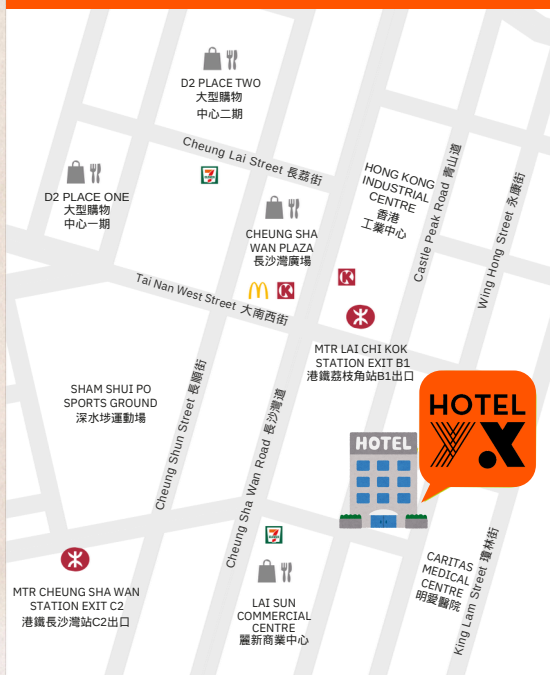 D2 PLACE TWO
大型購物
中心二期
Cheung Lai Street 長荔街
D2 PLACE ONE
大型購物
中心一期
HONG KONG
INDUSTRIAL
CENTRE
香港
工業中心
Castle Peak Road 青山道
Wing Hong Street 永康街
CHEUNG SHA
WAN PLAZA
長沙灣廣場
Tai Nan West Street 大南西街
MTR LAI CHI KOK
STATION EXIT B1
港鐵荔枝角站B1出口
SHAM SHUI PO
SPORTS GROUND
深水埗運動場
Cheung Shun Street 長順街
Cheung Sha Wan Road 長沙灣道
HOTEL
HOTEL
YX
MTR CHEUNG SHA WAN
STATION EXIT C2
港鐵長沙灣站C2出口
LAI SUN
COMMERCIAL
CENTRE
麗新商業中心
CARITAS
MEDICAL
CENTRE
明愛醫院
King Lam Street 瓊林街